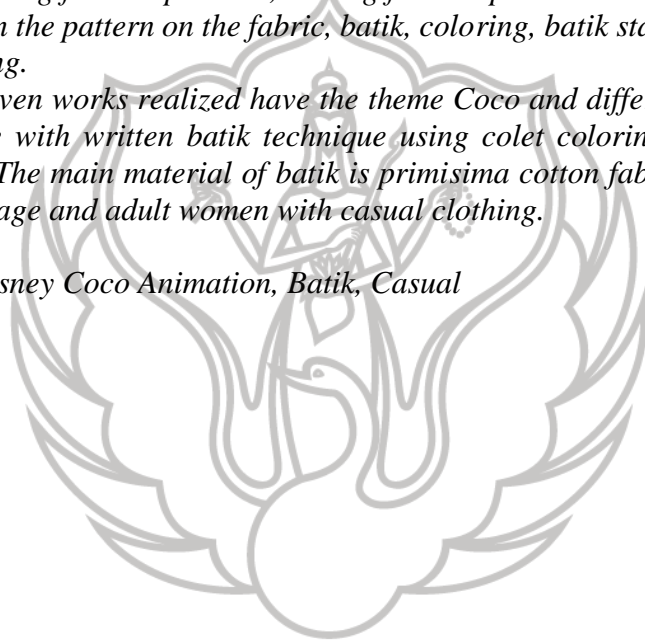 n the pattern on the fabric, batik, coloring, batik sta
ng.
ven works realized have the theme Coco and diffe
with written batik technique using colet colorin
The main material of batik is primisima cotton fab
age and adult women with casual clothing.
sney Coco Animation, Batik, Casual